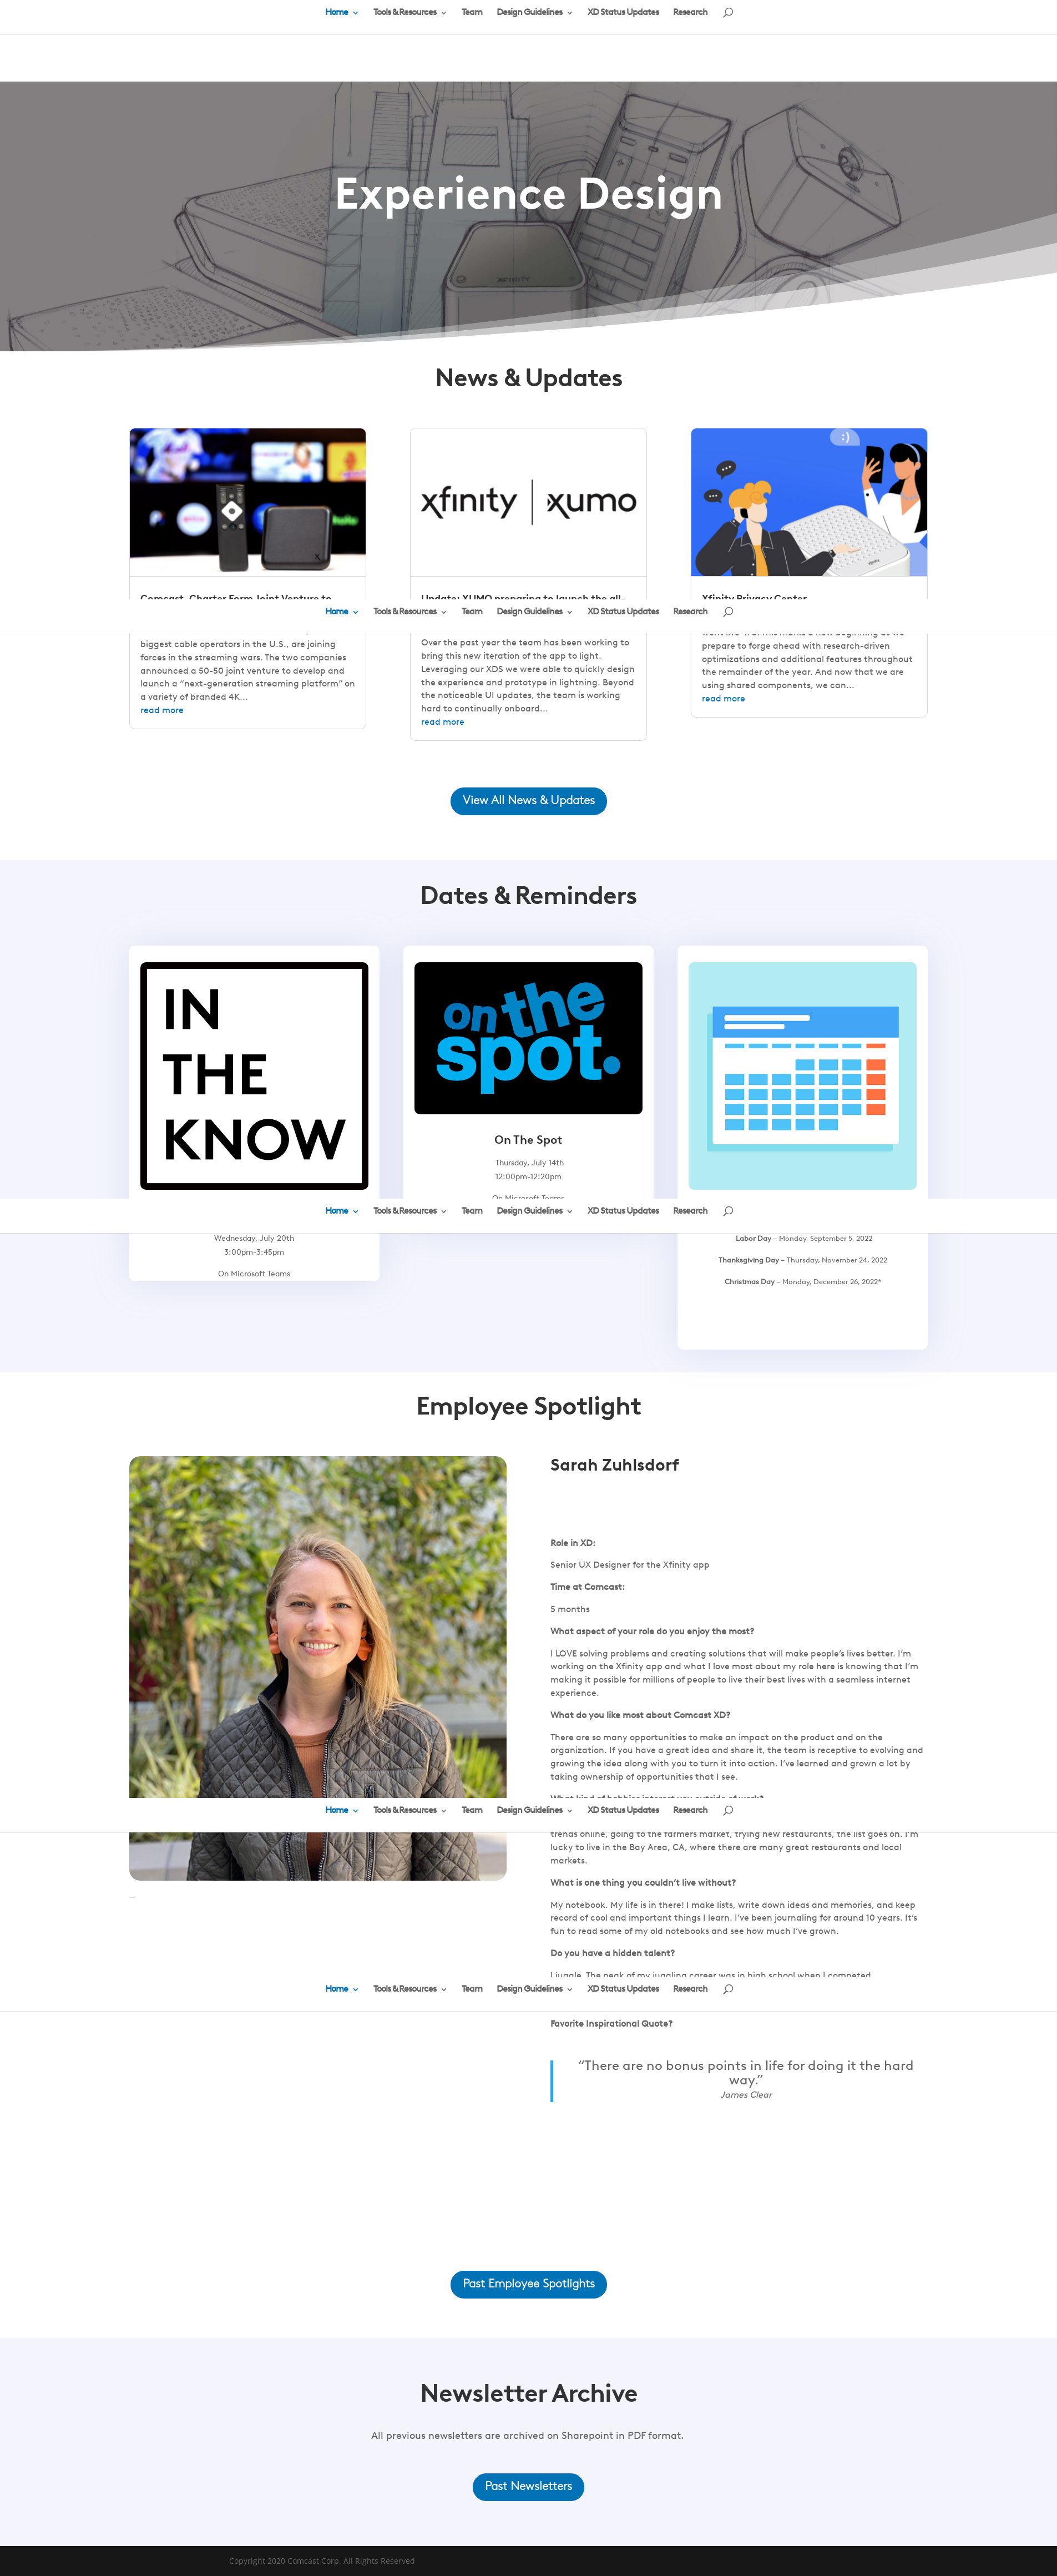 Home Tools & Resources Team Design Guidelines XD Status Updates Research
Experience Design
News & Updates
Comcast, Charter Form Joint Venture to
biggest cable operators in the U.S., are joining
forces in the streaming wars. The two companies
announced a 50-50 joint venture to develop and
launch a “next-generation streaming platform” on
a variety of branded 4K...
read more
xfinity | xumo
Update: XUMO preparing to launch the all-
Over the past year the team has been working to
bring this new iteration of the app to light.
Leveraging our XDS we were able to quickly design
the experience and prototype in lightning. Beyond
the noticeable UI updates, the team is working
hard to continually onboard...
read more
:)
Xfinity Privacy Center
prepare to forge ahead with research-driven
optimizations and additional features throughout
the remainder of the year. And now that we are
using shared components, we can...
read more
Home Tools & Resources Team Design Guidelines XD Status Updates Research
View All News & Updates
Dates & Reminders
IN
THE
KNOW
Wednesday, July 20th
3:00pm-3:45pm
On Microsoft Teams
on the
spot.
On The Spot
Thursday, July 14th
12:00pm-12:20pm
On Microsoft Teams
Home Tools & Resources Team Design Guidelines XD Status Updates Research
Labor Day – Monday, September 5, 2022
Thanksgiving Day – Thursday, November 24, 2022
Christmas Day – Monday, December 26, 2022*
Employee Spotlight
Sarah Zuhlsdorf
Role in XD:
Senior UX Designer for the Xfinity app
Time at Comcast:
5 months
What aspect of your role do you enjoy the most?
I LOVE solving problems and creating solutions that will make people’s lives better. I’m
working on the Xfinity app and what I love most about my role here is knowing that I’m
making it possible for millions of people to live their best lives with a seamless internet
experience.
What do you like most about Comcast XD?
There are so many opportunities to make an impact on the product and on the
organization. If you have a great idea and share it, the team is receptive to evolving and
growing the idea along with you to turn it into action. I’ve learned and grown a lot by
taking ownership of opportunities that I see.
What kind of hobbies interest you outside of work?
Home Tools & Resources Team Design Guidelines XD Status Updates Research
trends online, going to the farmers market, trying new restaurants, the list goes on. I’m
lucky to live in the Bay Area, CA, where there are many great restaurants and local
markets.
What is one thing you couldn’t live without?
My notebook. My life is in there! I make lists, write down ideas and memories, and keep
record of cool and important things I learn. I’ve been journaling for around 10 years. It’s
fun to read some of my old notebooks and see how much I’ve grown.
Do you have a hidden talent?
I juggle. The peak of my juggling career was in high school when I competed
Home Tools & Resources Team Design Guidelines XD Status Updates Research
Favorite Inspirational Quote?
“There are no bonus points in life for doing it the hard
way.”
James Clear
Past Employee Spotlights
Newsletter Archive
All previous newsletters are archived on Sharepoint in PDF format.
Past Newsletters
Copyright 2020 Comcast Corp. All Rights Reserved